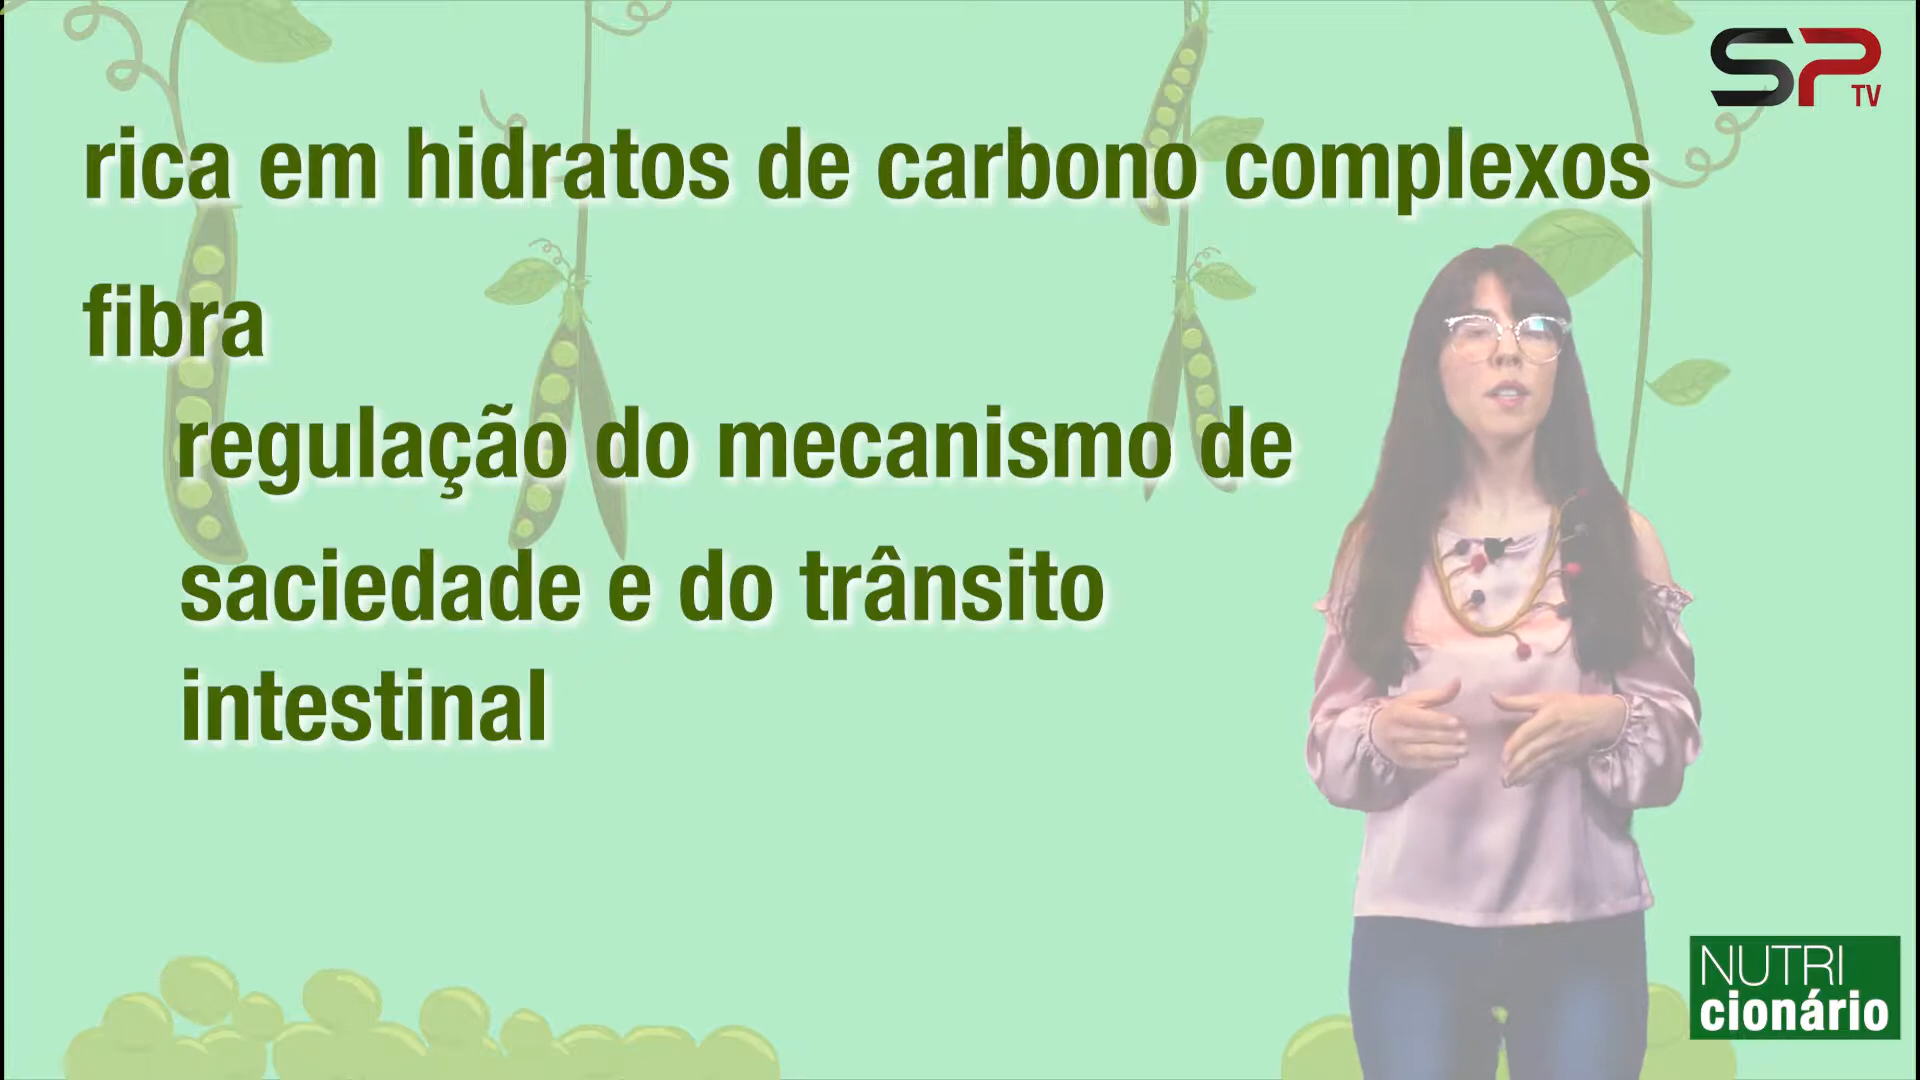 SP TV
rica em hidratos de carbono complexos
fibra
regulação do mecanismo de
saciedade e do trânsito
intestinal
NUTRI
cionário